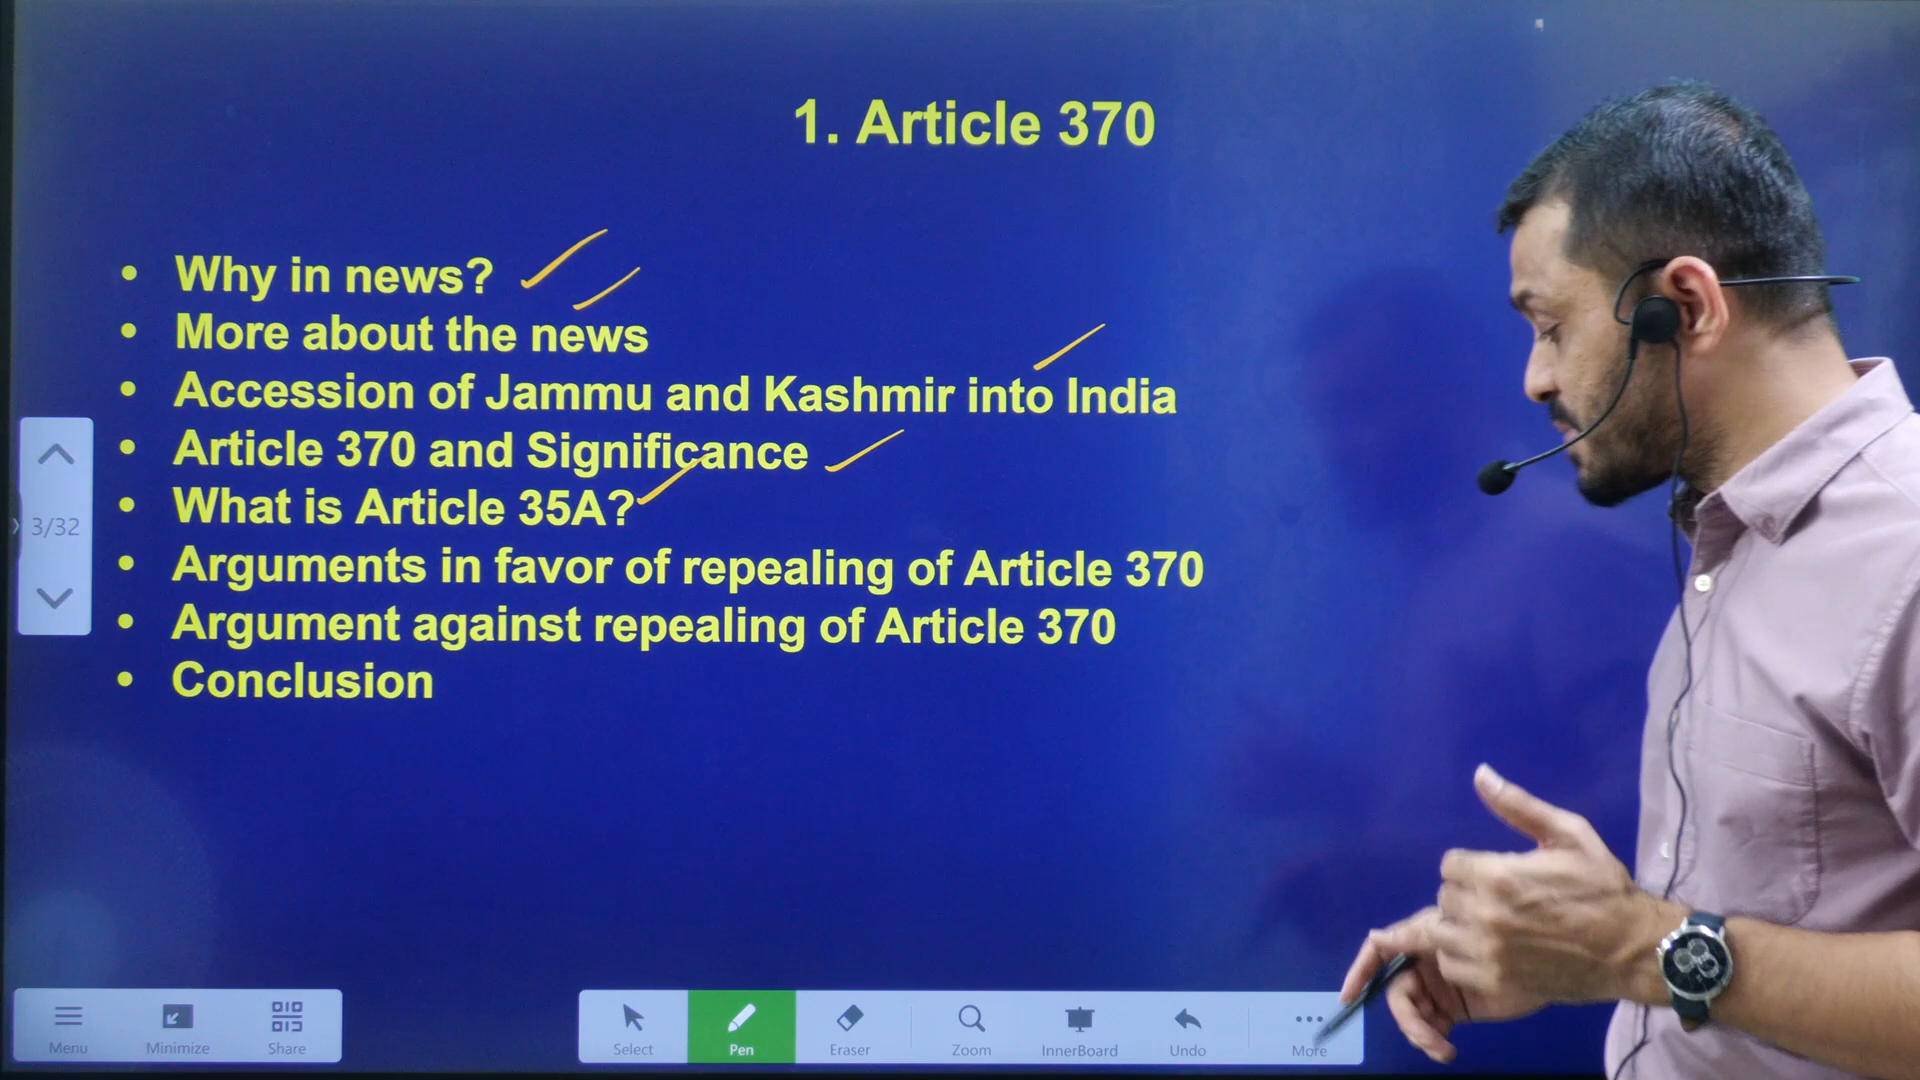 1. Article 370
• Why in news?
• More about the news
• Accession of Jammu and Kashmir into India
• Article 370 and Significance
• What is Article 35A?
• Arguments in favor of repealing of Article 370
• Argument against repealing of Article 370
• Conclusion
3/32
Menu Minimize Share Select Pen Eraser Zoom InnerBoard Undo More